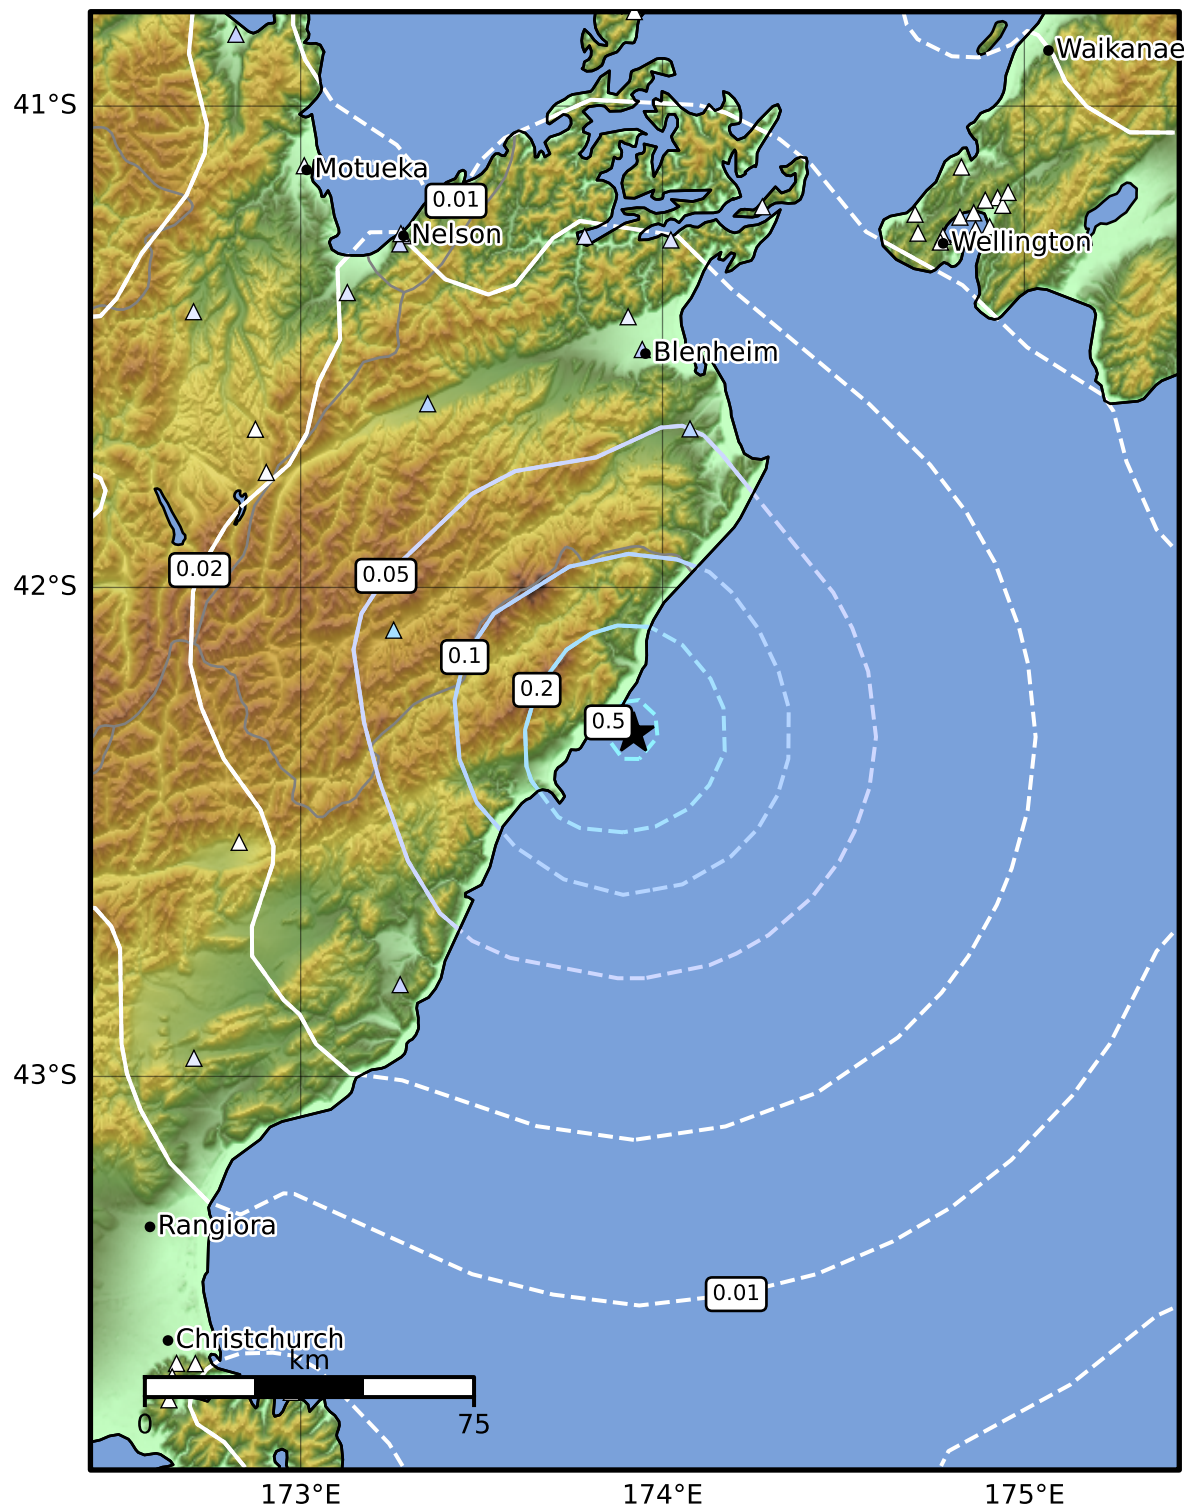 Waikanae
41°S
Motueka
0.01
Nelson
Wellington
Blenheim
0.02
0.05
42°S
0.1
0.2
0.5
43°S
Rangiora
0.01
Christchurch
km
0
75
173°E
174°E
175°E